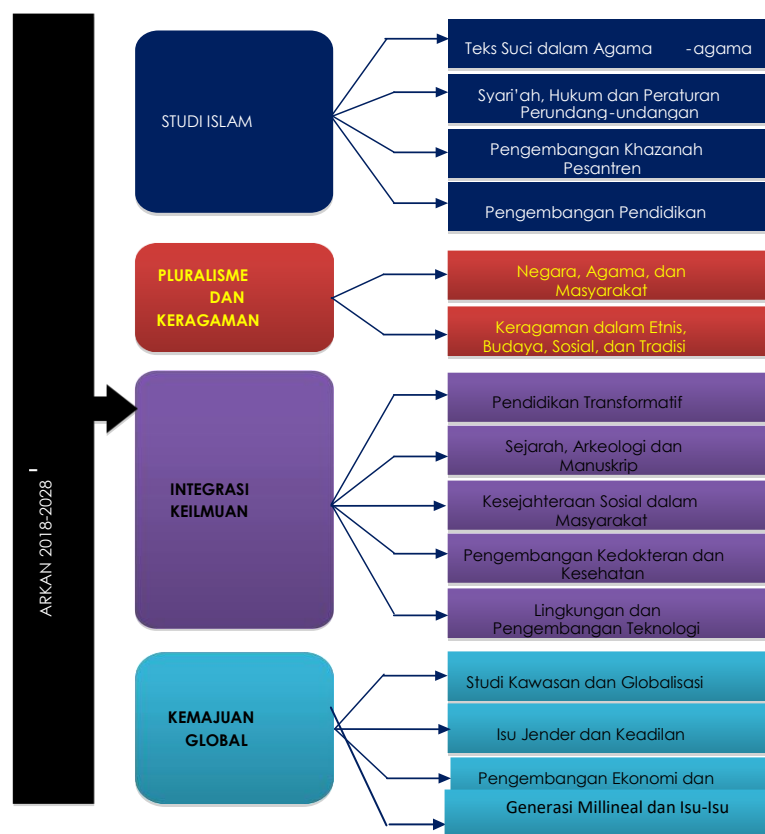 ARKAN 2018-2028
STUDI ISLAM
Teks Suci dalam Agama -agama
Syari'ah, Hukum dan Peraturan
Perundang-undangan
Pengembangan Khazanah
Pesantren
Pengembangan Pendidikan
PLURALISME
DAN
KERAGAMAN
Negara, Agama, dan
Masyarakat
Keragaman dalam Etnis,
Budaya, Sosial, dan Tradisi
INTEGRASI
KEILMUAN
Pendidikan Transformatif
Sejarah, Arkeologi dan
Manuskrip
Kesejahteraan Sosial dalam
Masyarakat
Pengembangan Kedokteran dan
Kesehatan
Lingkungan dan
Pengembangan Teknologi
KEMAJUAN
GLOBAL
Studi Kawasan dan Globalisasi
Isu Jender dan Keadilan
Pengembangan Ekonomi dan
Generasi Millineal dan Isu-Isu